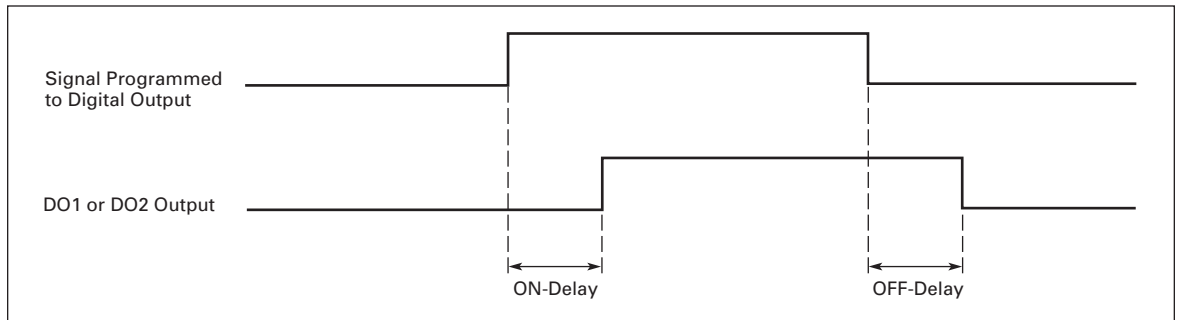 Signal Programmed
to Digital Output
DO1 or DO2 Output
ON-Delay
OFF-Delay